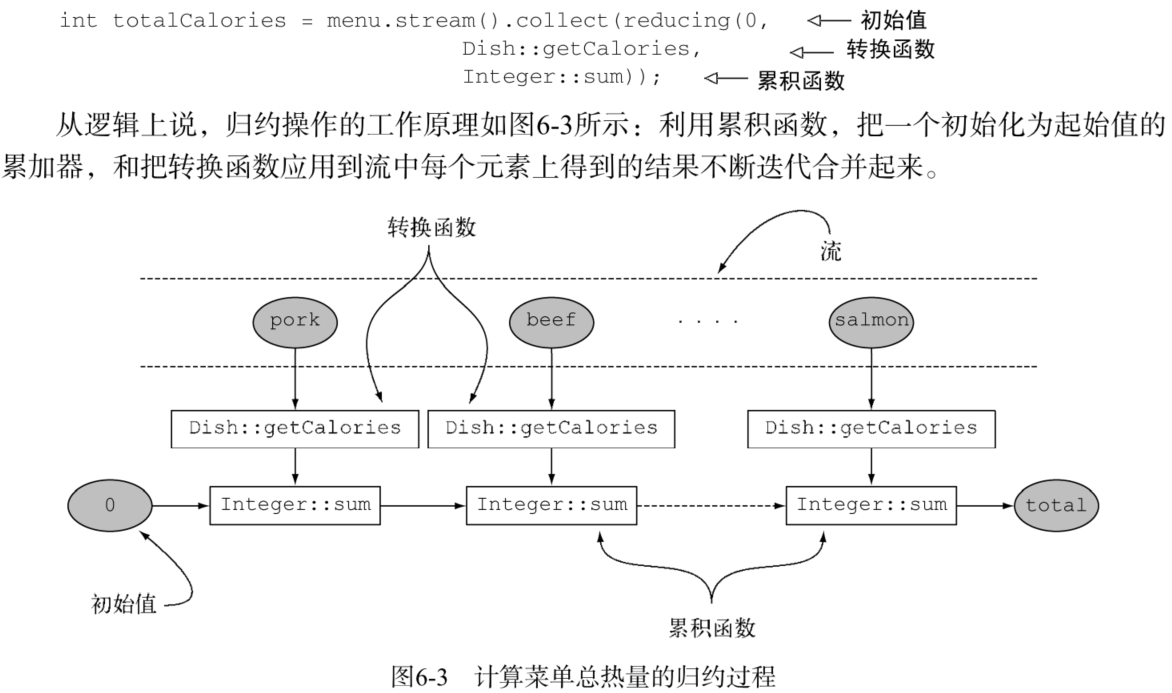 int totalCalories = menu.stream().collect(reducing(0, 初始值
Dish::getCalories, 转换函数
Integer::sum)); 累积函数
从逻辑上说，归约操作的工作原理如图6-3所示：利用累积函数，把一个初始化为起始值的
累加器，和把转换函数应用到流中每个元素上得到的结果不断迭代合并起来。
转换函数
流
pork beef .... salmon
Dish::getCalories Dish::getCalories Dish::getCalories
0 Integer::sum Integer::sum Integer::sum total
初始值
累积函数
图6-3 计算菜单总热量的归约过程